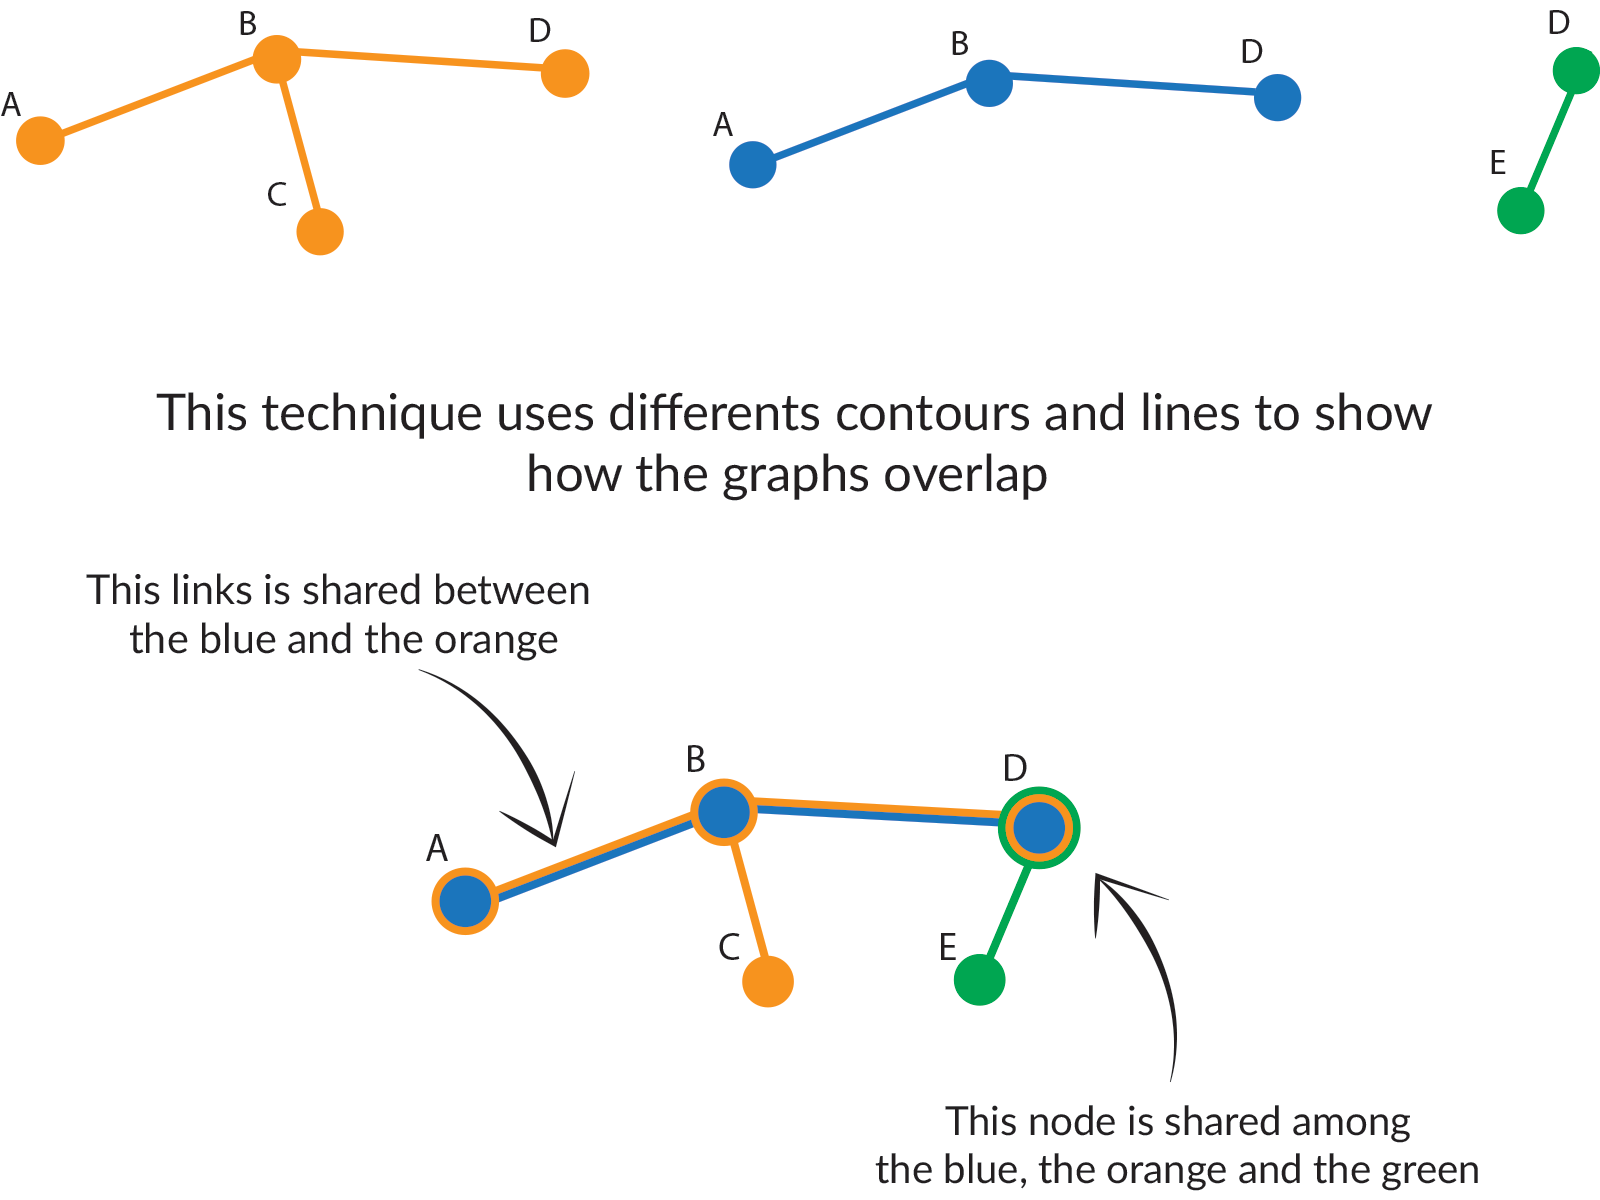 B
D
A
C
B
D
A
D
E
This technique uses differents contours and lines to show
how the graphs overlap
This links is shared between
the blue and the orange
B
D
A
C
E
This node is shared among
the blue, the orange and the green